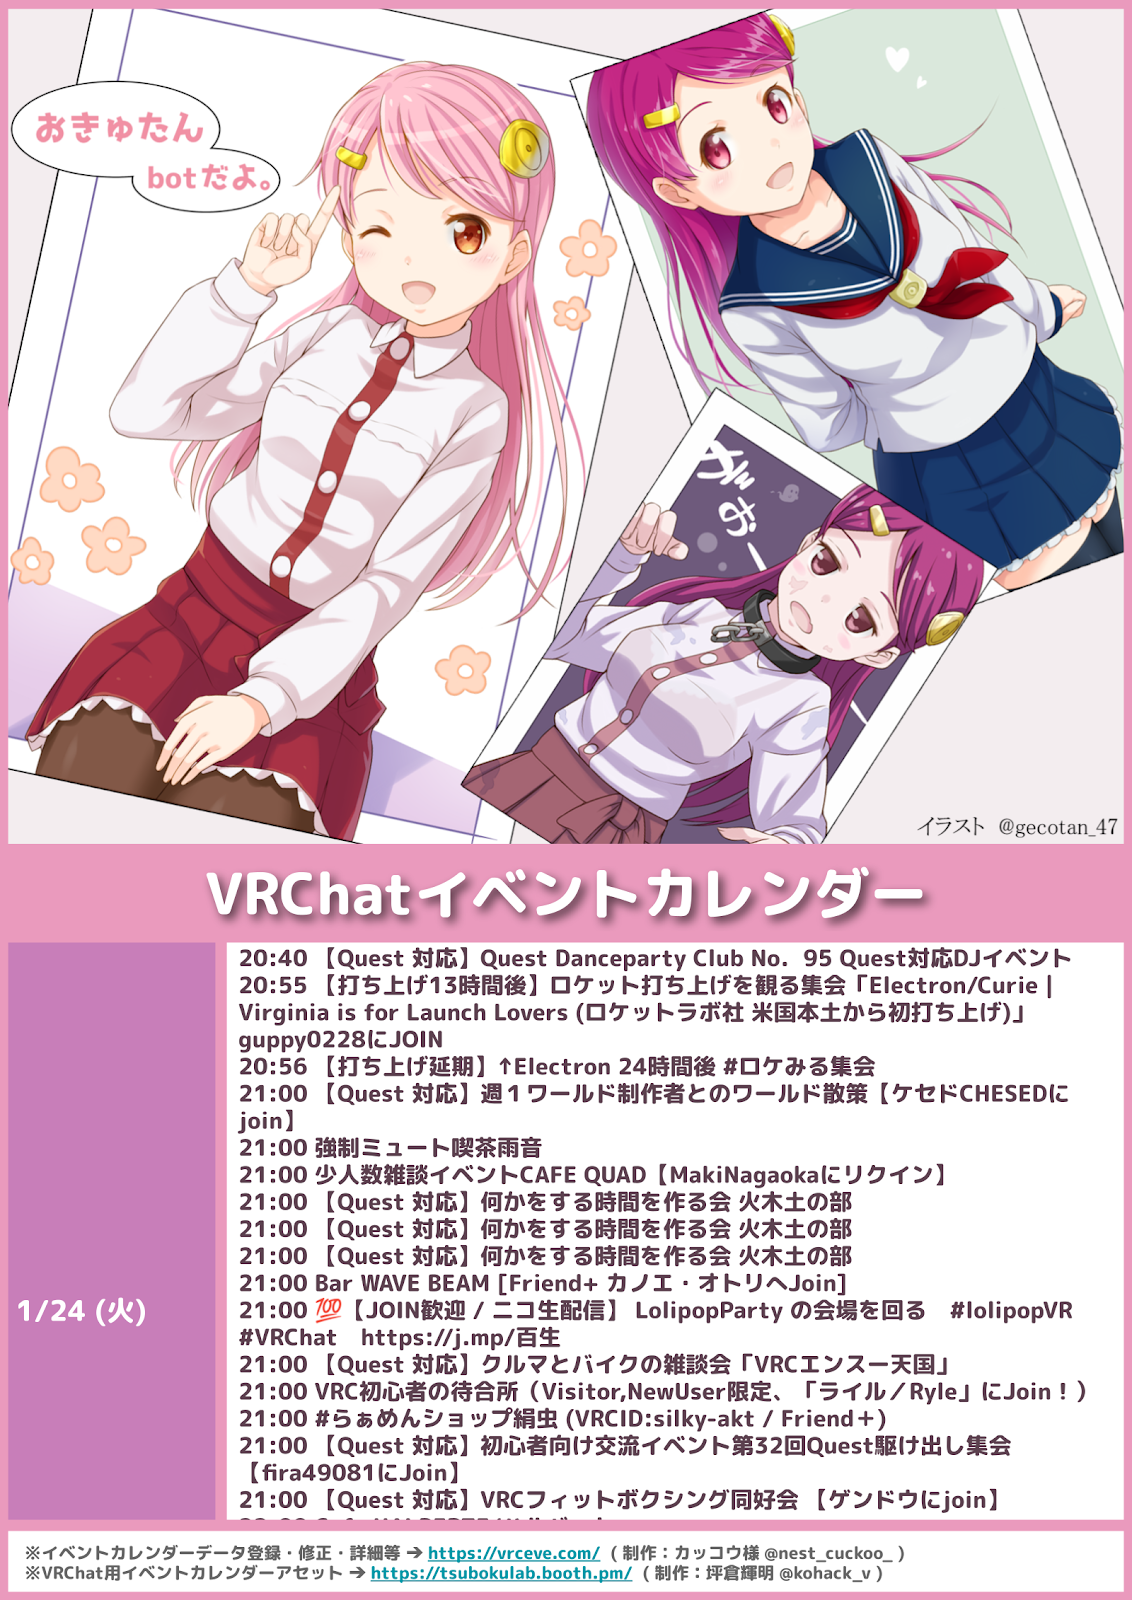 おきゅたん
botだよ。
がおー
イラスト @gecotan_47
VRChatイベントカレンダー
1/24 (火)
20:40 【Quest 対応】Quest Danceparty Club No．95 Quest対応DJイベント
20:55 【打ち上げ13時間後】ロケット打ち上げを観る集会「Electron/Curie |
Virginia is for Launch Lovers (ロケットラボ社 米国本土から初打ち上げ)」
guppy0228にJOIN
20:56 【打ち上げ延期】↑Electron 24時間後 #ロケみる集会
21:00 【Quest 対応】週１ワールド制作者とのワールド散策【ケセドCHESEDに
join】
21:00 強制ミュート喫茶雨音
21:00 少人数雑談イベントCAFE QUAD【MakiNagaokaにリクイン】
21:00 【Quest 対応】何かをする時間を作る会 火木土の部
21:00 【Quest 対応】何かをする時間を作る会 火木土の部
21:00 【Quest 対応】何かをする時間を作る会 火木土の部
21:00 Bar WAVE BEAM [Friend+ カノエ・オトリへJoin]
21:00 💯【JOIN歓迎 / ニコ生配信】 LolipopParty の会場を回る　#lolipopVR
#VRChat　https://j.mp/百生
21:00 【Quest 対応】クルマとバイクの雑談会「VRCエンスー天国」
21:00 VRC初心者の待合所（Visitor,NewUser限定、「ライル／Ryle」にJoin！）
21:00 #らぁめんショップ絹虫 (VRCID:silky-akt / Friend＋)
21:00 【Quest 対応】初心者向け交流イベント第32回Quest駆け出し集会
【fira49081にJoin】
21:00 【Quest 対応】VRCフィットボクシング同好会 【ゲンドウにjoin】
※イベントカレンダーデータ登録・修正・詳細等 ➔ https://vrceve.com/ ( 制作：カッコウ様 @nest_cuckoo_ )
※VRChat用イベントカレンダーアセット ➔ https://tsubokulab.booth.pm/ ( 制作：坪倉輝明 @kohack_v )